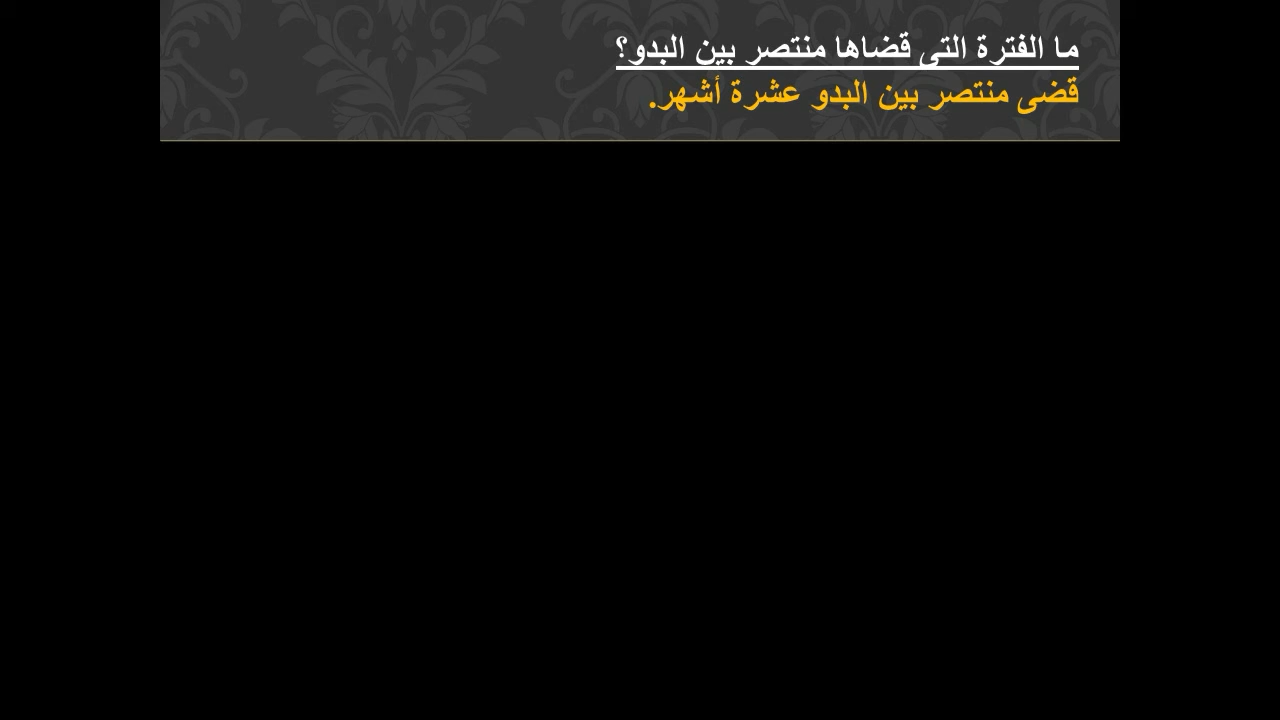 ما الفترة التى قضاها منتصر بين البدو؟
قضى منتصر بين البدو عشرة أشهر.